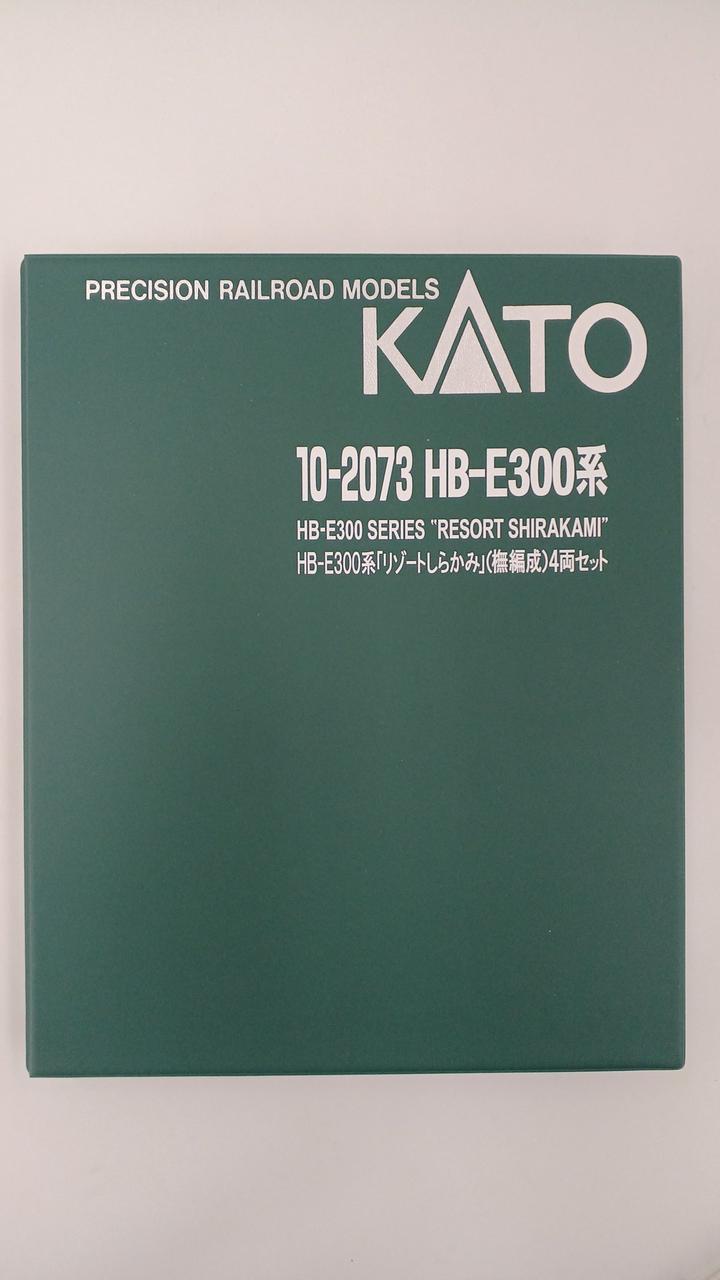 PRECISION RAILROAD MODELS
KATO
10-2073 HB-E300系
HB-E300 SERIES "RESORT SHIRAKAMI"
HB-E300系「リゾートしらかみ」(橅編成)4両セット